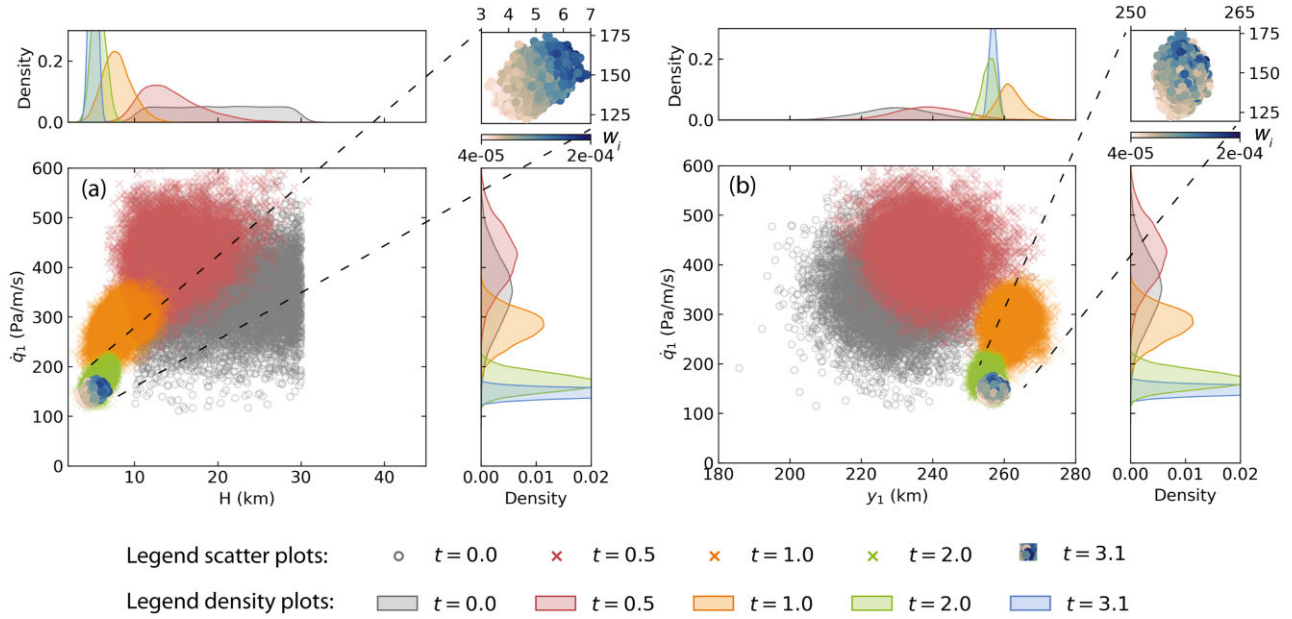 3 4 5 6 7
175
150
125
Density
0.2
0.0
w_i
4e-05 2e-04
(a)
q̇₁ (Pa/m/s)
600
500
400
300
200
100
0
10 20 30 40
H (km)
0.00 0.01 0.02
Density
250 265
175
150
125
Density
0.2
0.0
w_i
4e-05 2e-04
(b)
q̇₁ (Pa/m/s)
600
500
400
300
200
100
0
180 200 220 240 260 280
y₁ (km)
0.00 0.01 0.02
Density
Legend scatter plots: t = 0.0 t = 0.5 t = 1.0 t = 2.0 t = 3.1
Legend density plots: t = 0.0 t = 0.5 t = 1.0 t = 2.0 t = 3.1